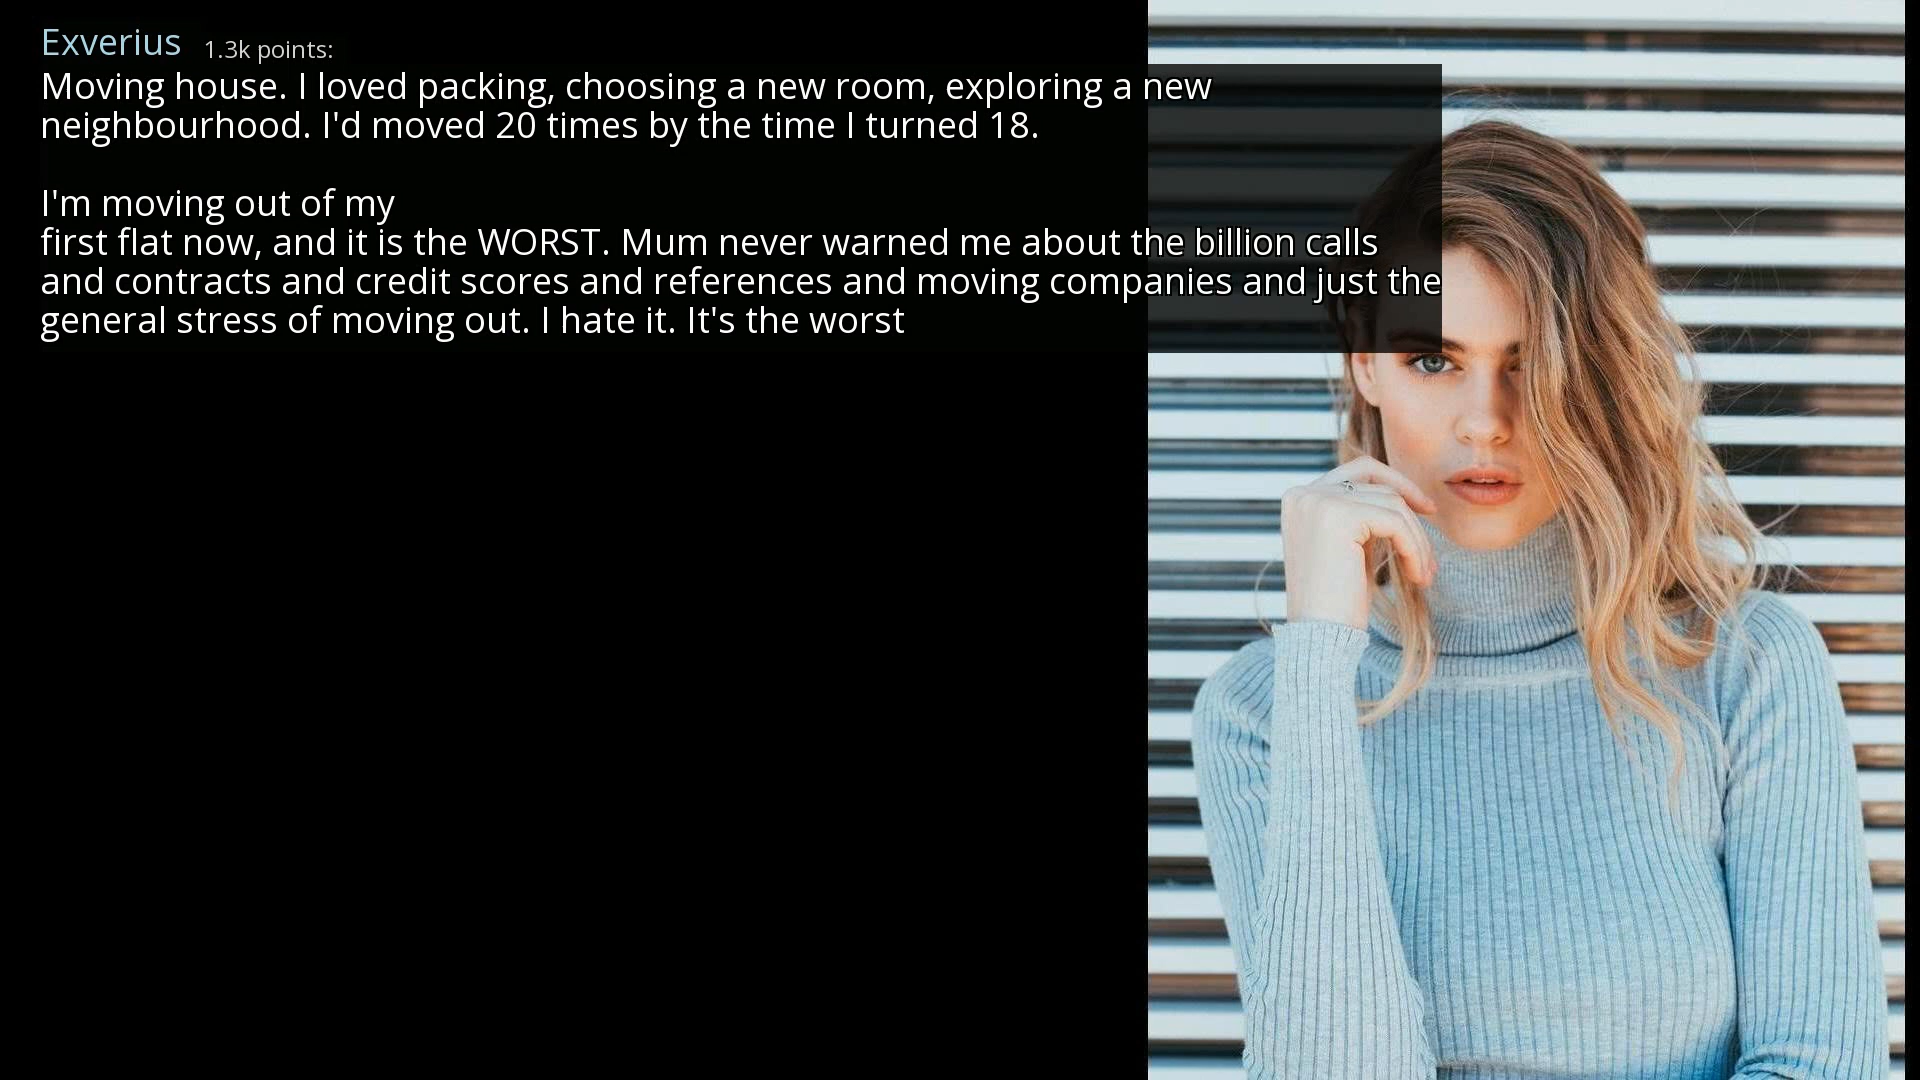 Exverius 1.3k points:
Moving house. I loved packing, choosing a new room, exploring a new
neighbourhood. I'd moved 20 times by the time I turned 18.
I'm moving out of my
first flat now, and it is the WORST. Mum never warned me about the billion calls
and contracts and credit scores and references and moving companies and just the
general stress of moving out. I hate it. It's the worst